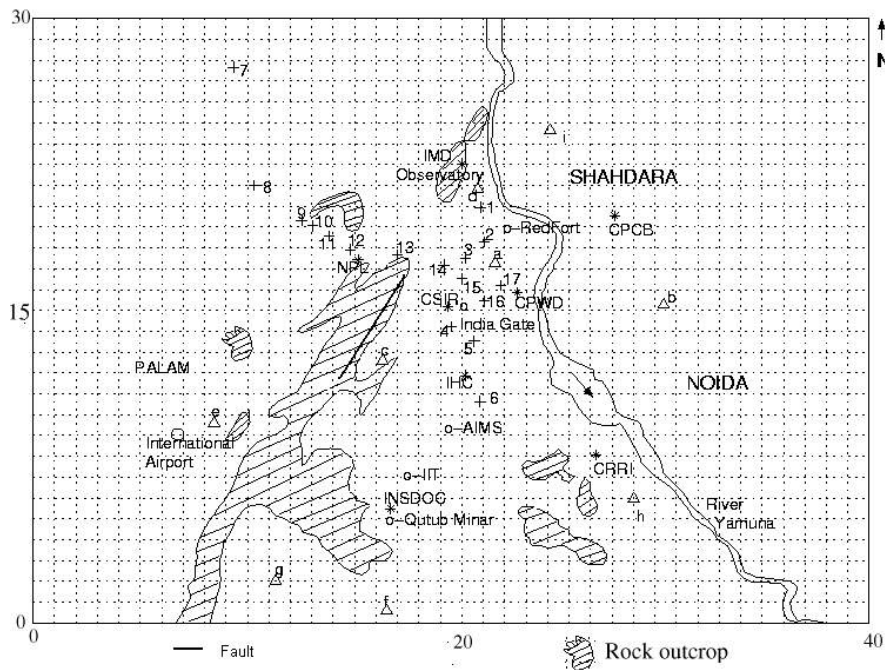 30
N
7
i
IMD
Observatory
SHAHDARA
8
d
1
9
10
o-RedFort
CPCB
11
12
13
2
3
a
NPL
14
17
15
16
CPWD
b
15
CSIR
o
India Gate
4
5
c
PALAM
IHC
NOIDA
6
e
o-AIMS
International
Airport
CRRI
o-IIT
INSDOC
o-Qutub Minar
h
River
Yamuna
g
f
0
20
40
Fault
Rock outcrop